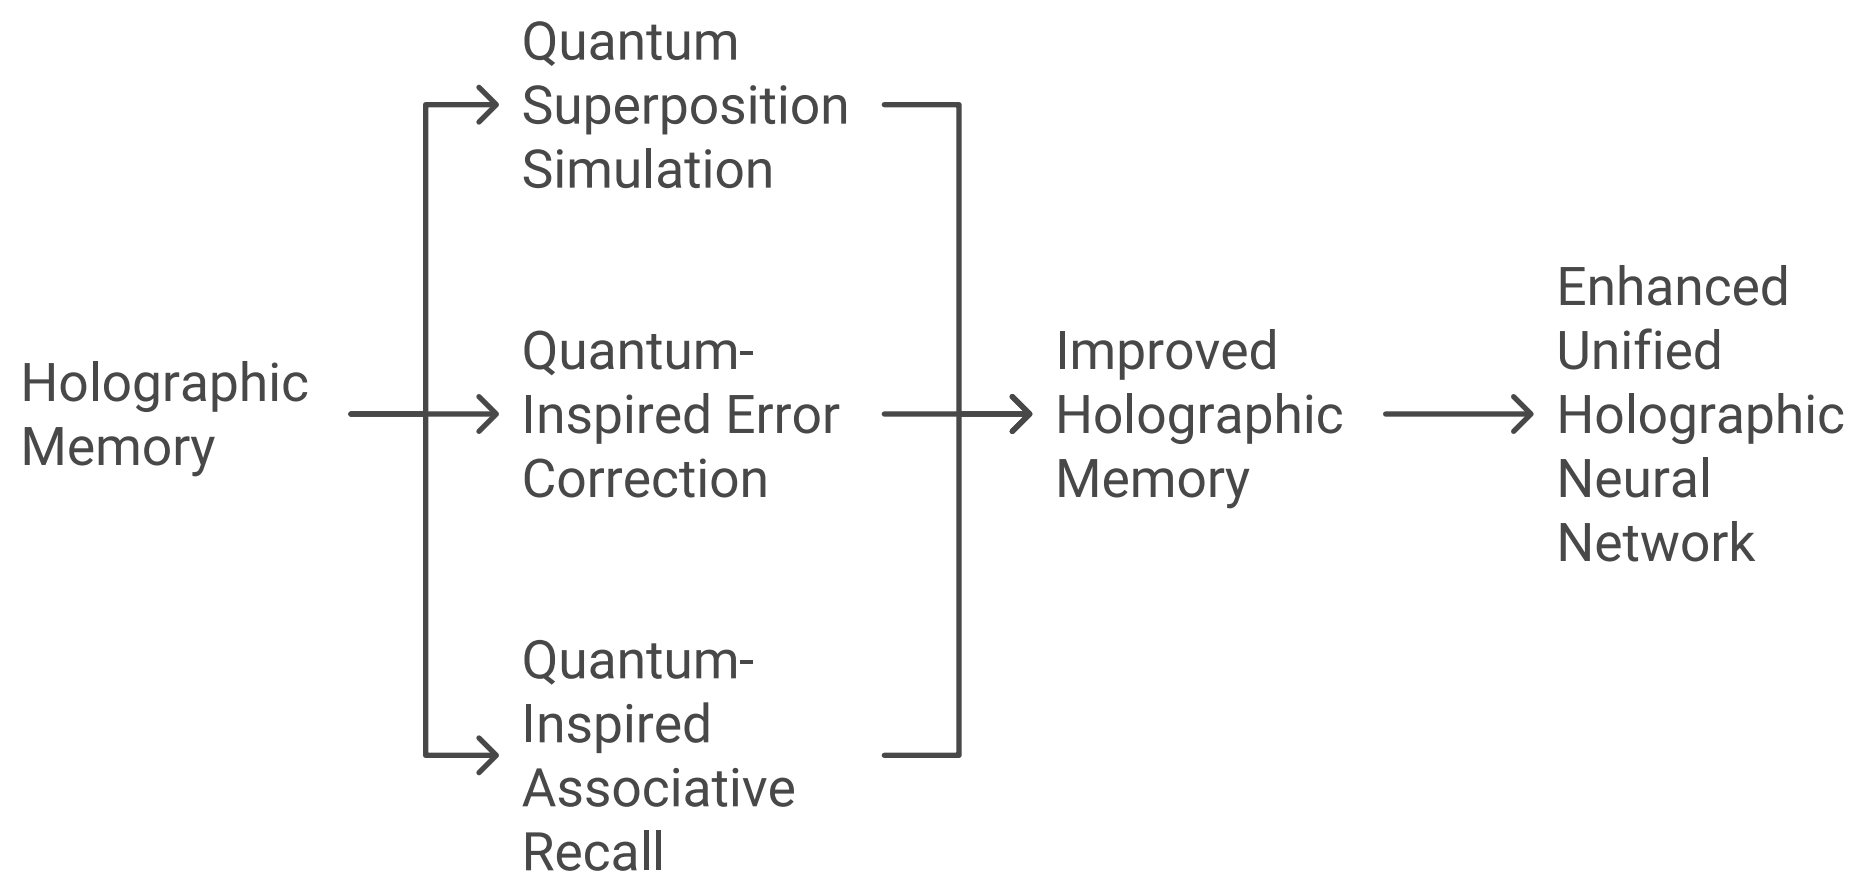 Holographic
Memory
Quantum
Superposition
Simulation
Quantum-
Inspired Error
Correction
Quantum-
Inspired
Associative
Recall
Improved
Holographic
Memory
Enhanced
Unified
Holographic
Neural
Network